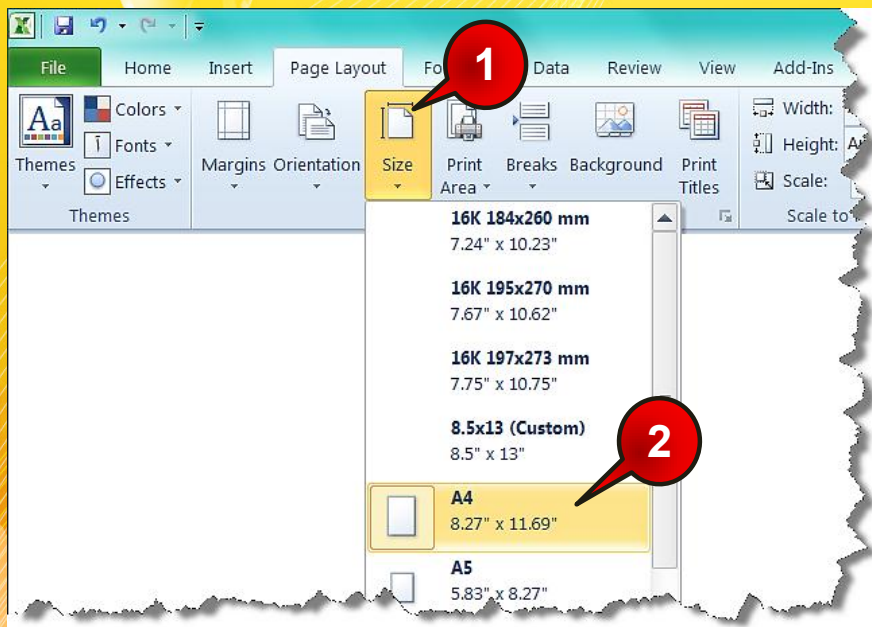 1
File Home Insert Page Layout Data Review View Add-Ins
Aa
Themes
Colors
Fonts
Effects
Themes
Margins Orientation Size Print Area Breaks Background Print Titles
Width:
Height:
Scale:
Scale to
16K 184x260 mm
7.24" x 10.23"
16K 195x270 mm
7.67" x 10.62"
16K 197x273 mm
7.75" x 10.75"
8.5x13 (Custom)
8.5" x 13"
2
A4
8.27" x 11.69"
A5
5.83" x 8.27"